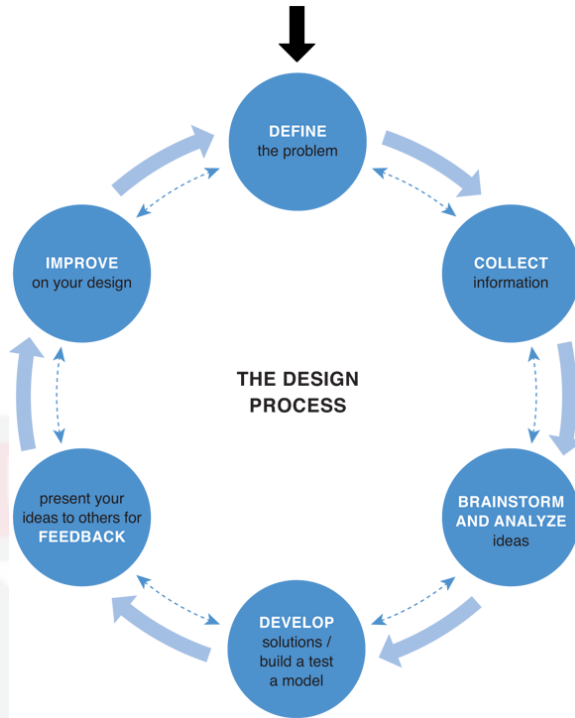 DEFINE
the problem
COLLECT
information
BRAINSTORM
AND ANALYZE
ideas
DEVELOP
solutions /
build a test
a model
present your
ideas to others for
FEEDBACK
IMPROVE
on your design
THE DESIGN
PROCESS